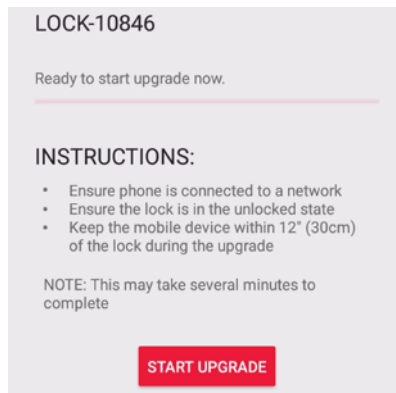 LOCK-10846
Ready to start upgrade now.
INSTRUCTIONS:
• Ensure phone is connected to a network
• Ensure the lock is in the unlocked state
• Keep the mobile device within 12" (30cm)
of the lock during the upgrade
NOTE: This may take several minutes to
complete
START UPGRADE